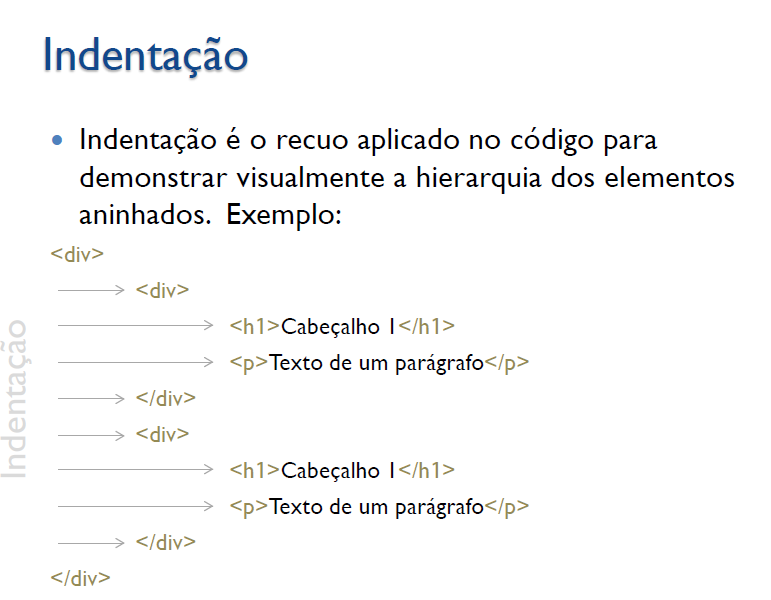 Indentação
• Indentação é o recuo aplicado no código para
demonstrar visualmente a hierarquia dos elementos
aninhados. Exemplo:
<div>
<div>
<h1>Cabeçalho 1</h1>
<p>Texto de um parágrafo</p>
</div>
<div>
<h1>Cabeçalho 1</h1>
<p>Texto de um parágrafo</p>
</div>
</div>
Indentação